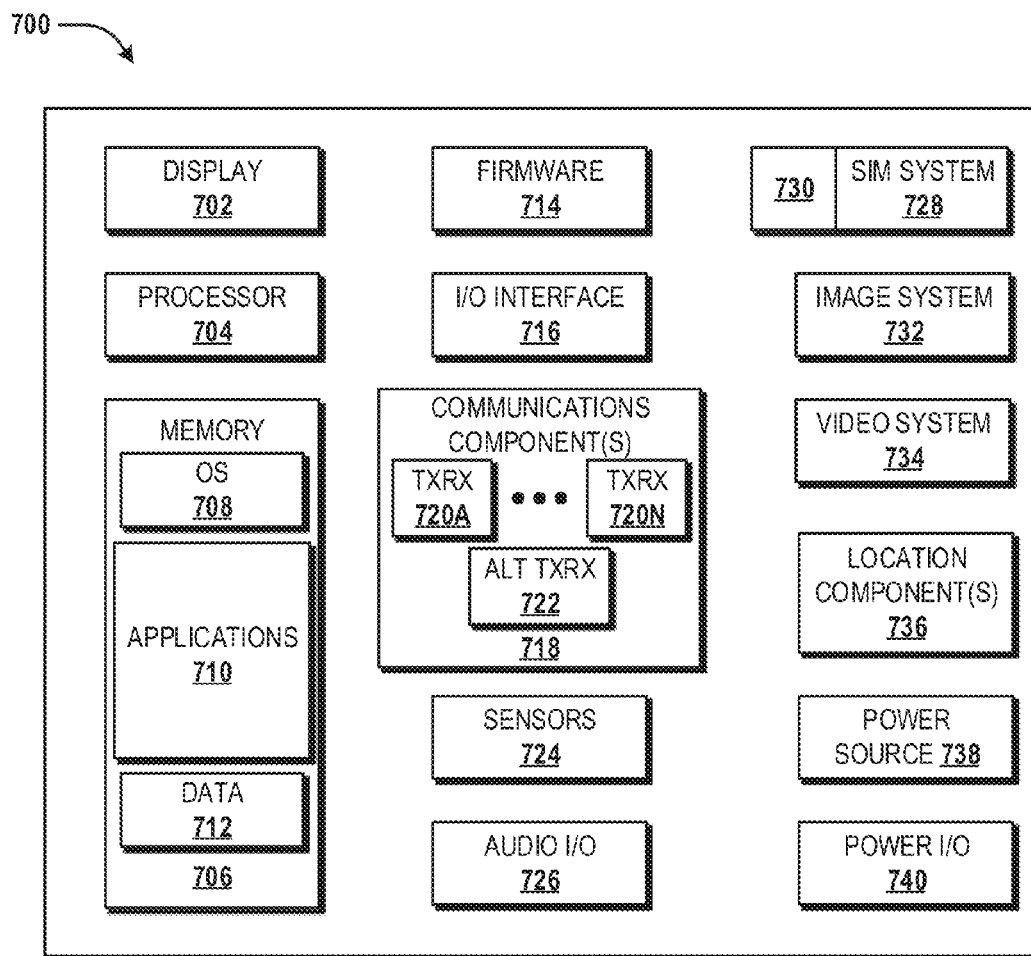 700
DISPLAY
702
PROCESSOR
704
MEMORY
OS
708
APPLICATIONS
710
DATA
712
706
FIRMWARE
714
I/O INTERFACE
716
COMMUNICATIONS
COMPONENT(S)
TXRX
720A
TXRX
720N
ALT TXRX
722
718
SENSORS
724
AUDIO I/O
726
730
SIM SYSTEM
728
IMAGE SYSTEM
732
VIDEO SYSTEM
734
LOCATION
COMPONENT(S)
736
POWER
SOURCE 738
POWER I/O
740